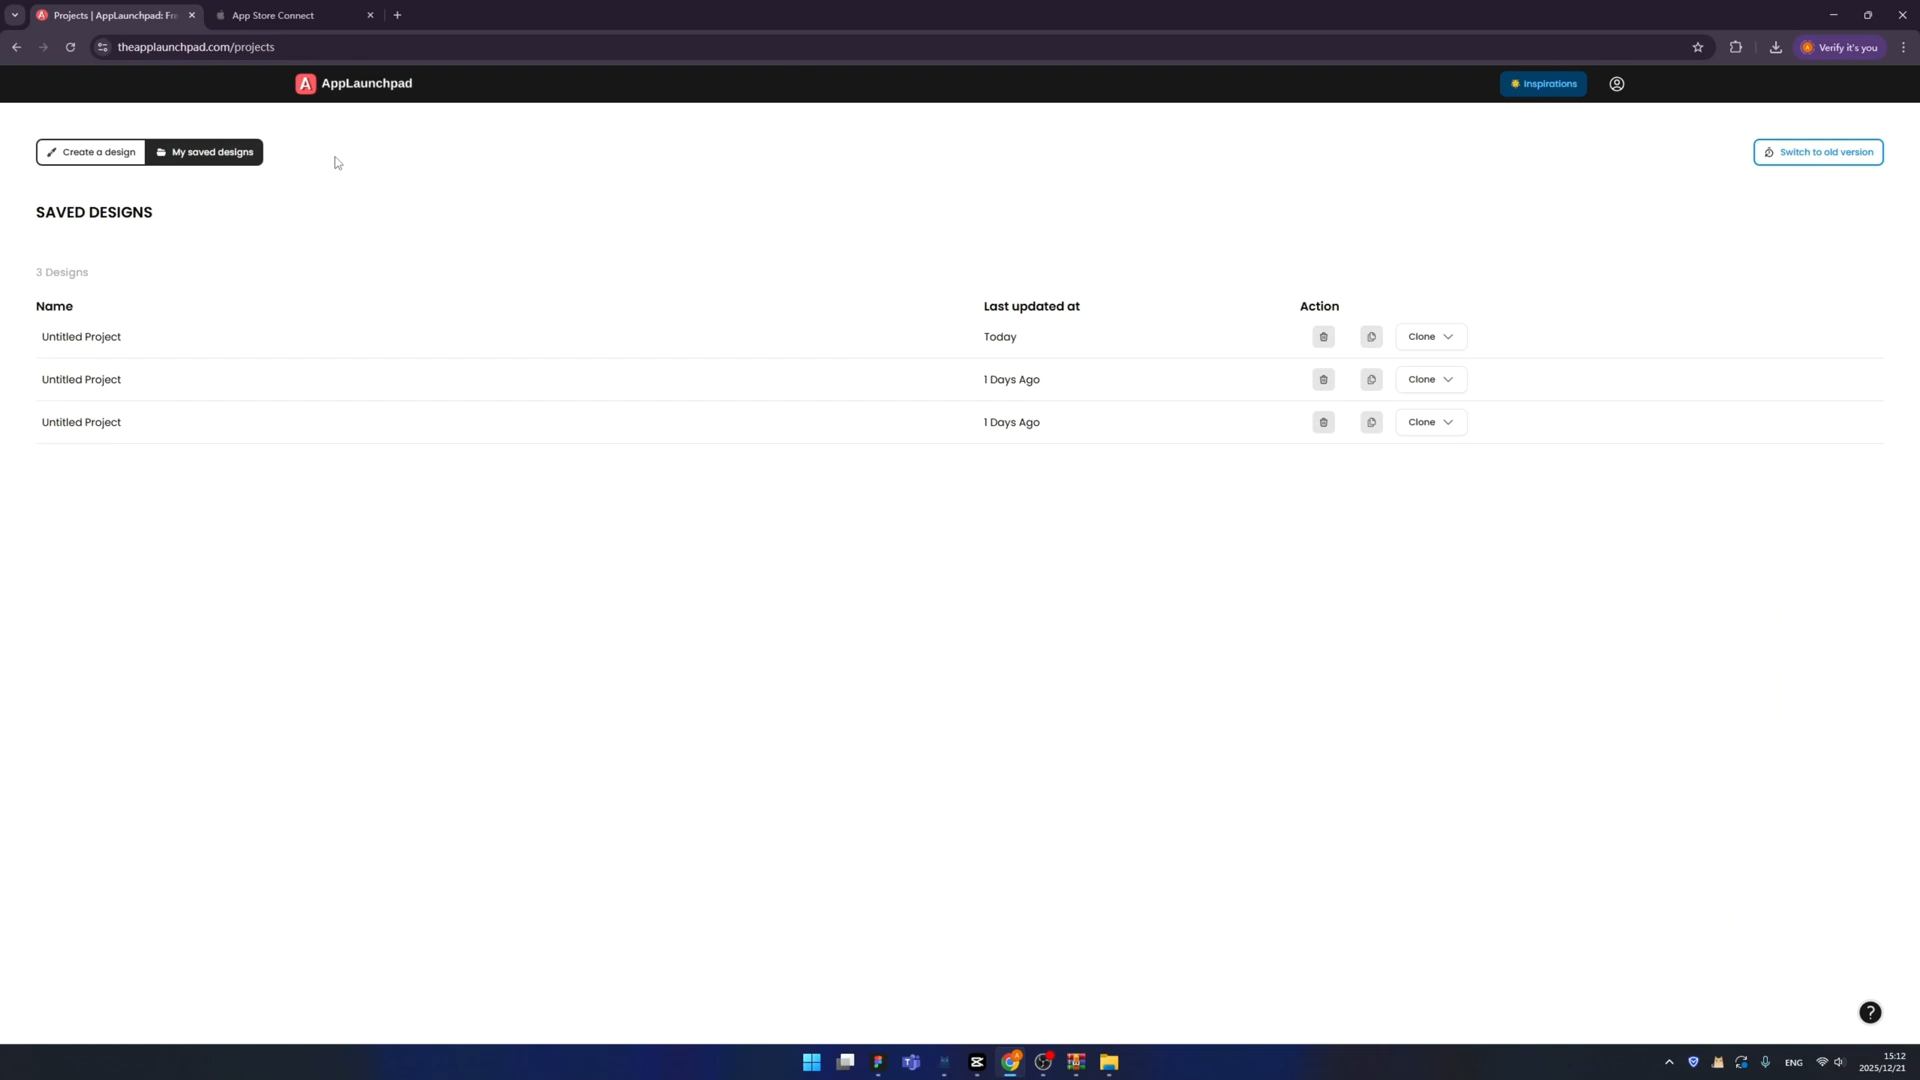 Projects | AppLaunchpad: Fre
App Store Connect
theapplaunchpad.com/projects
Verify it's you
A AppLaunchpad
Inspirations
Create a design
My saved designs
Switch to old version
SAVED DESIGNS
3 Designs
Name Last updated at Action
Untitled Project Today Clone
Untitled Project 1 Days Ago Clone
Untitled Project 1 Days Ago Clone
?
ENG
15:12
2025/12/21